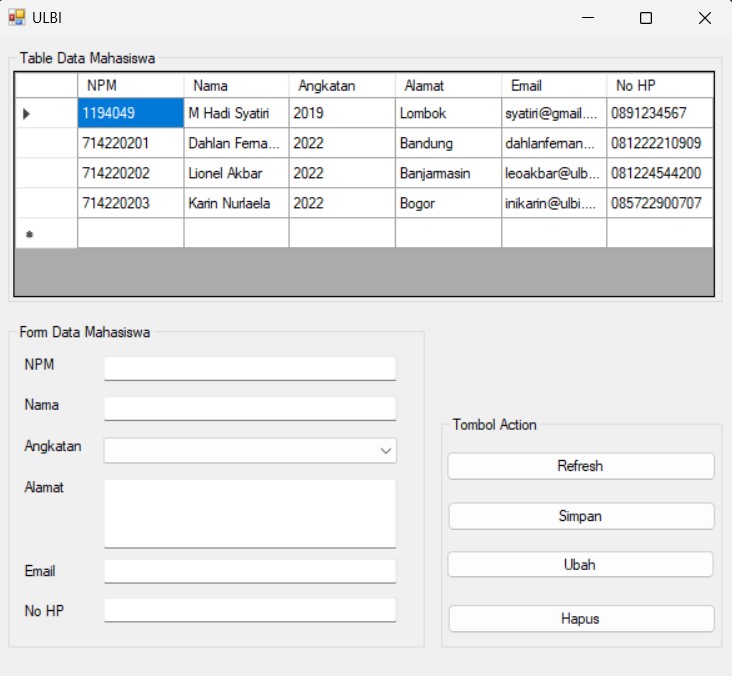 ULBI
Table Data Mahasiswa
NPM Nama Angkatan Alamat Email No HP
1194049 M Hadi Syatiri 2019 Lombok syatiri@gmail.... 0891234567
714220201 Dahlan Ferna... 2022 Bandung dahlanfernan... 081222210909
714220202 Lionel Akbar 2022 Banjarmasin leoakbar@ulb... 081224544200
714220203 Karin Nurlaela 2022 Bogor inikarin@ulbi.... 085722900707
Form Data Mahasiswa
NPM
Nama
Angkatan
Alamat
Email
No HP
Tombol Action
Refresh
Simpan
Ubah
Hapus